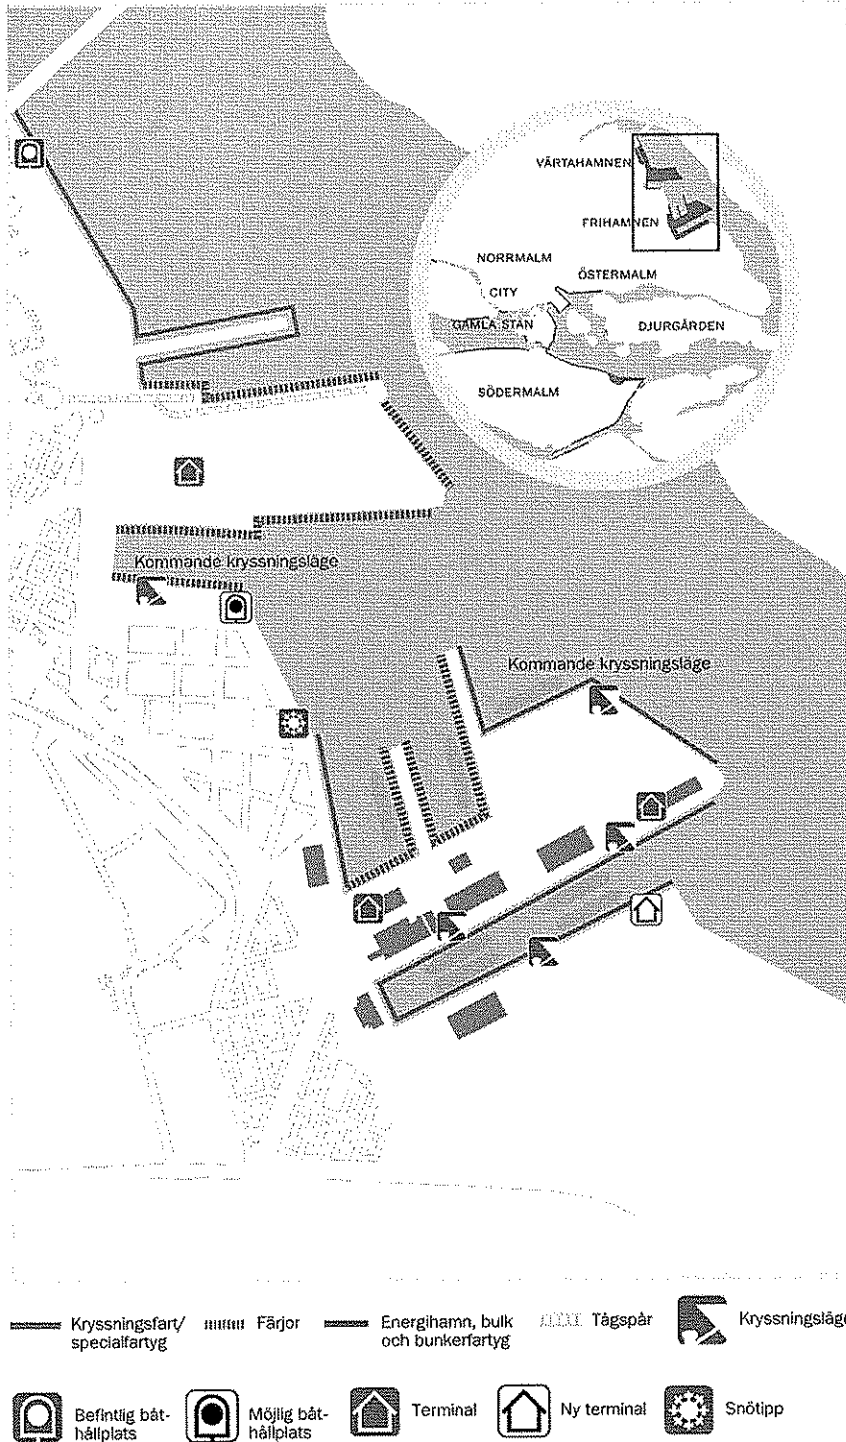 VÄRTAHAMNEN
FRIHAMNEN
NORRMALM
ÖSTERMALM
CITY
GAMLA STAN
DJURGÅRDEN
SÖDERMALM
Kommande kryssningsläge
Kommande kryssningsläge
Kryssningsfart/
specialfartyg
Färjor
Energihamn, bulk
och bunkerfartyg
Tågspår
Kryssningsläge
Befintlig båt-
hållplats
Möjlig båt-
hållplats
Terminal
Ny terminal
Snötipp